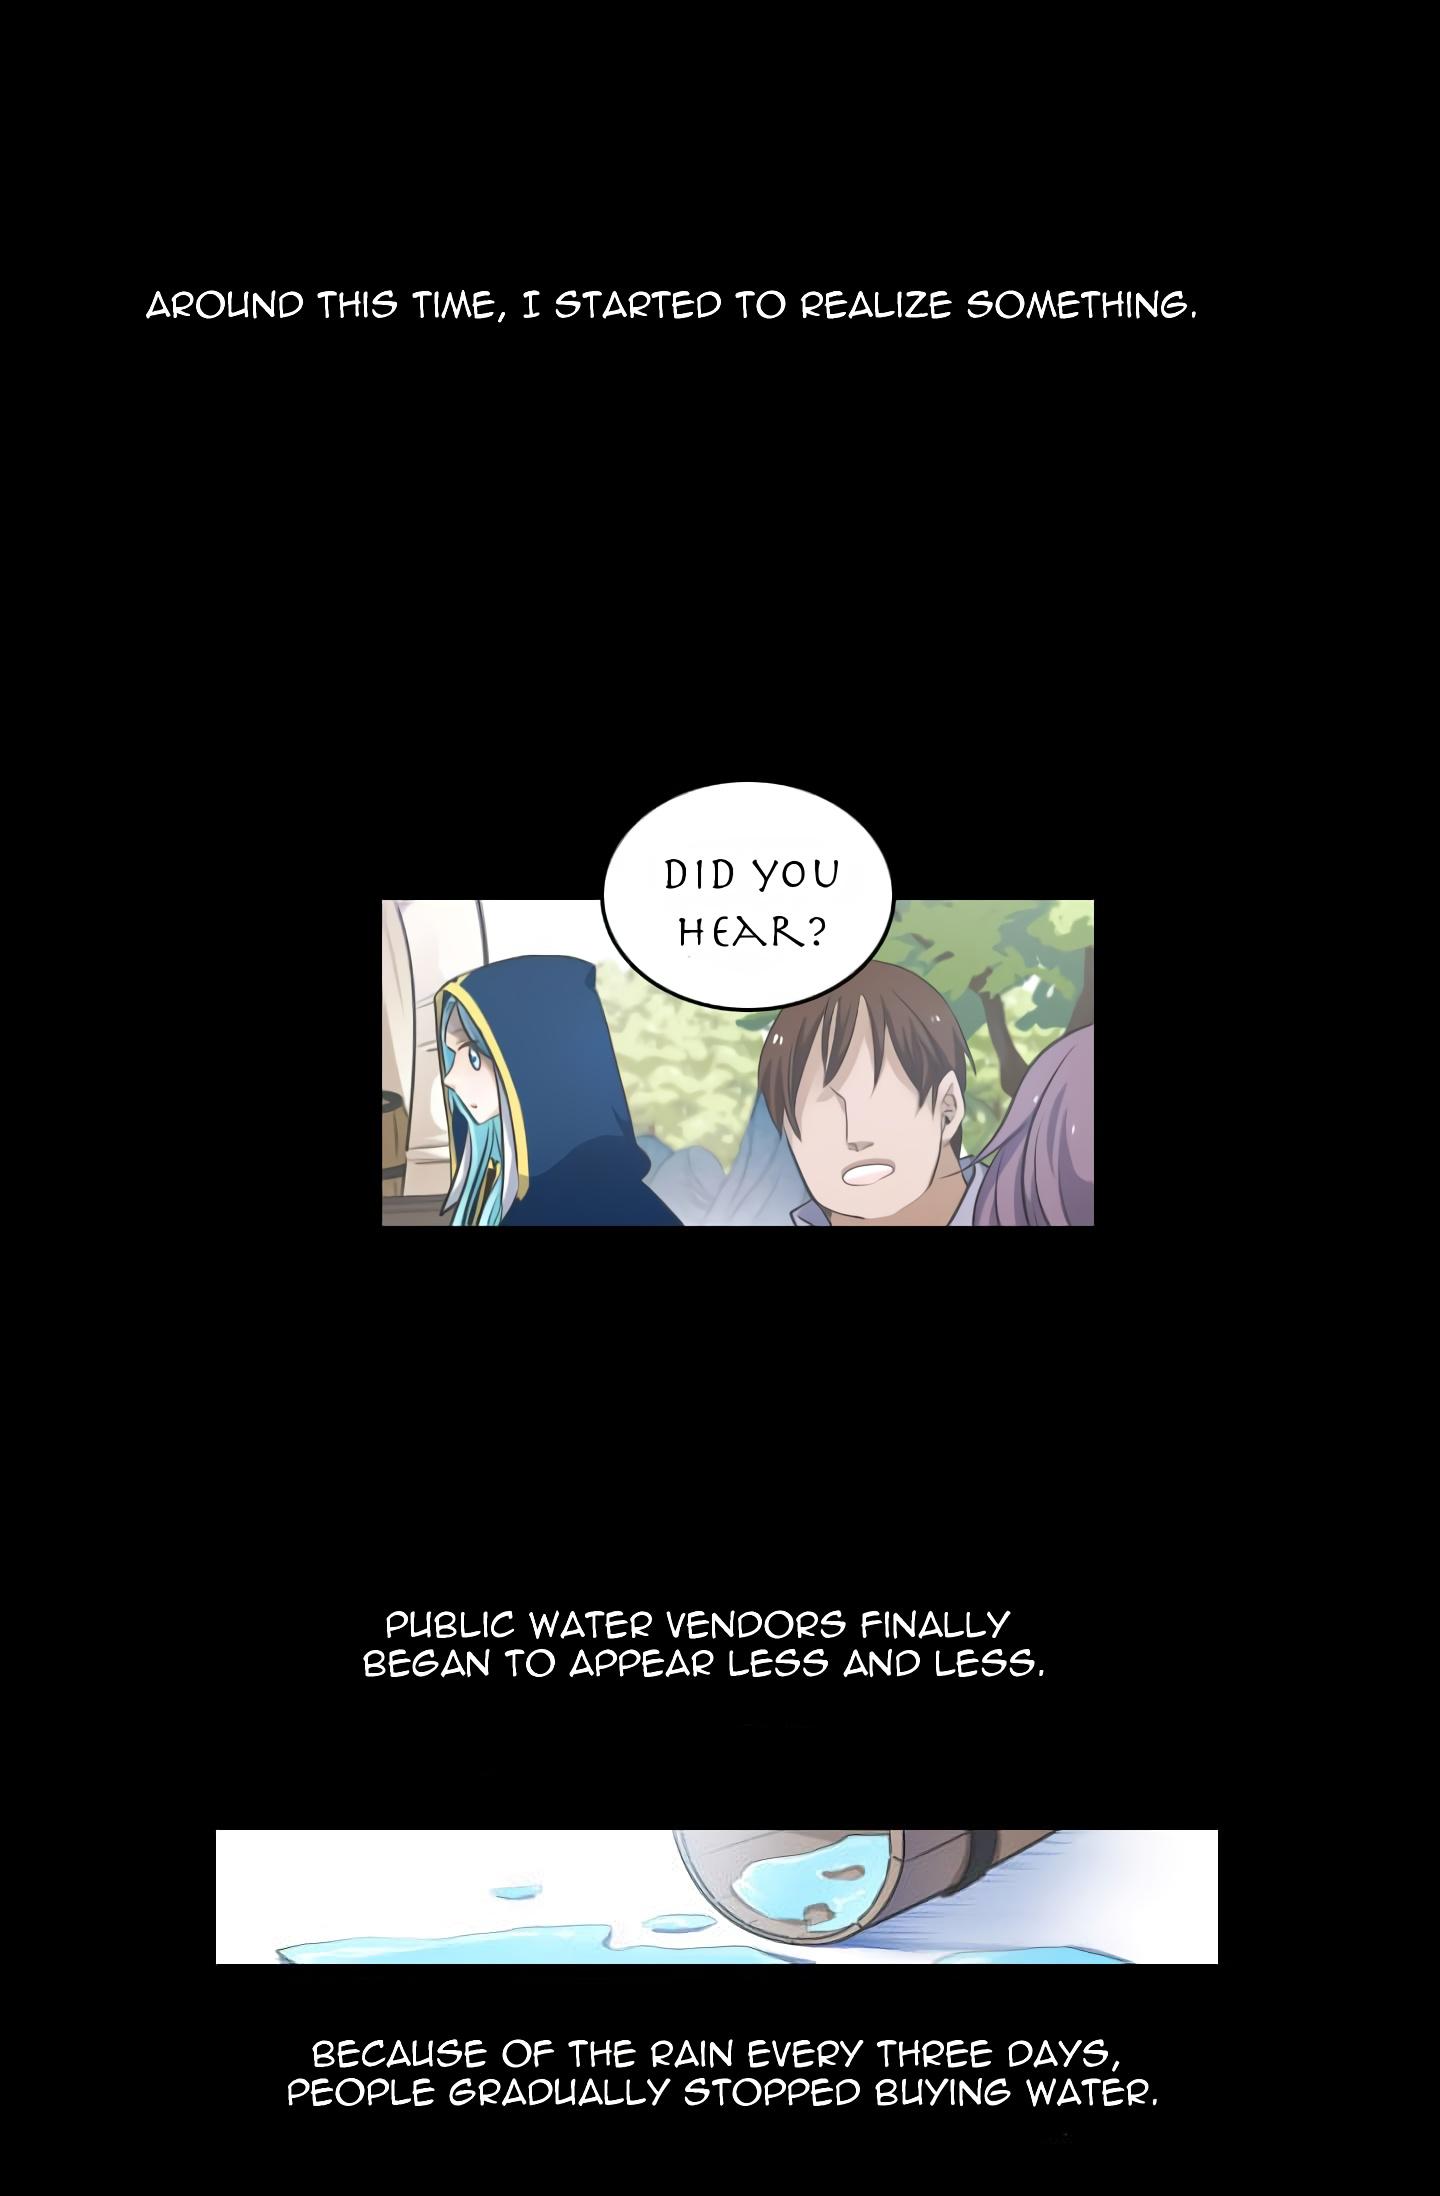 AROUND THIS TIME, I STARTED TO REALIZE SOMETHING.
DID YOU
HEAR?
PUBLIC WATER VENDORS FINALLY
BEGAN TO APPEAR LESS AND LESS.
BECAUSE OF THE RAIN EVERY THREE DAYS,
PEOPLE GRADUALLY STOPPED BUYING WATER.